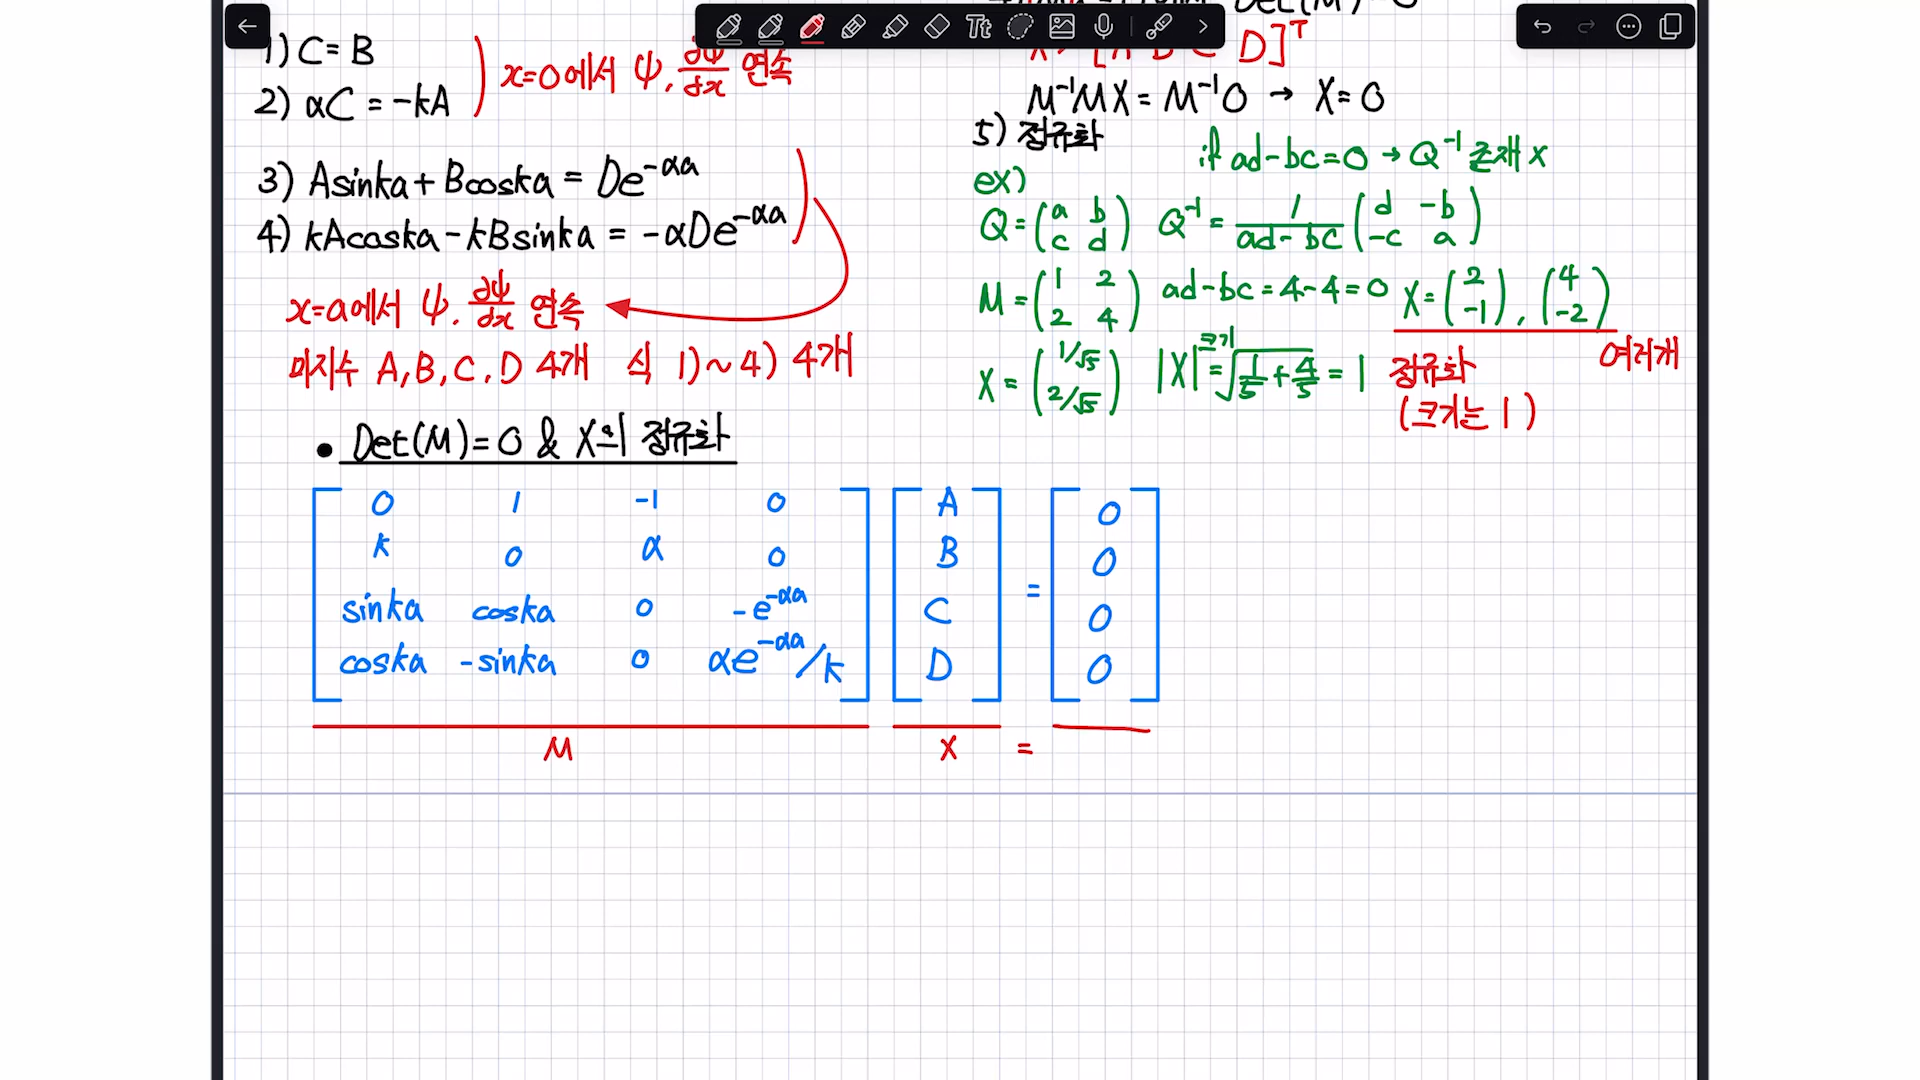 1) C = B
2) αC = -kA
x=0에서 ψ, ∂ψ/∂x 연속
3) Asinka + Bcoska = De^{-αa}
4) kAcoska - kBsinka = -αDe^{-αa}
x=a에서 ψ, ∂ψ/∂x 연속
미지수 A, B, C, D 4개 식 1)~4) 4개
• Det(M) = 0 & X의 정규화
0 1 -1 0
k 0 α 0
sinka coska 0 -e^{-αa}
coska -sinka 0 αe^{-αa}/k
A
B
C
D
=
0
0
0
0
M X =
D]^T
M^{-1}MX = M^{-1}0 → X = 0
5) 정규화
if ad-bc=0 → Q^{-1} 존재 x
ex)
Q = (a b; c d) Q^{-1} = 1/(ad-bc) (d -b; -c a)
M = (1 2; 2 4) ad-bc = 4-4 = 0 X = (2; -1), (4; -2)
여러개
X = (1/√5; 2/√5) |X| = √(1/5 + 4/5) = 1
크기
정규화
(크기는 1)
Tt